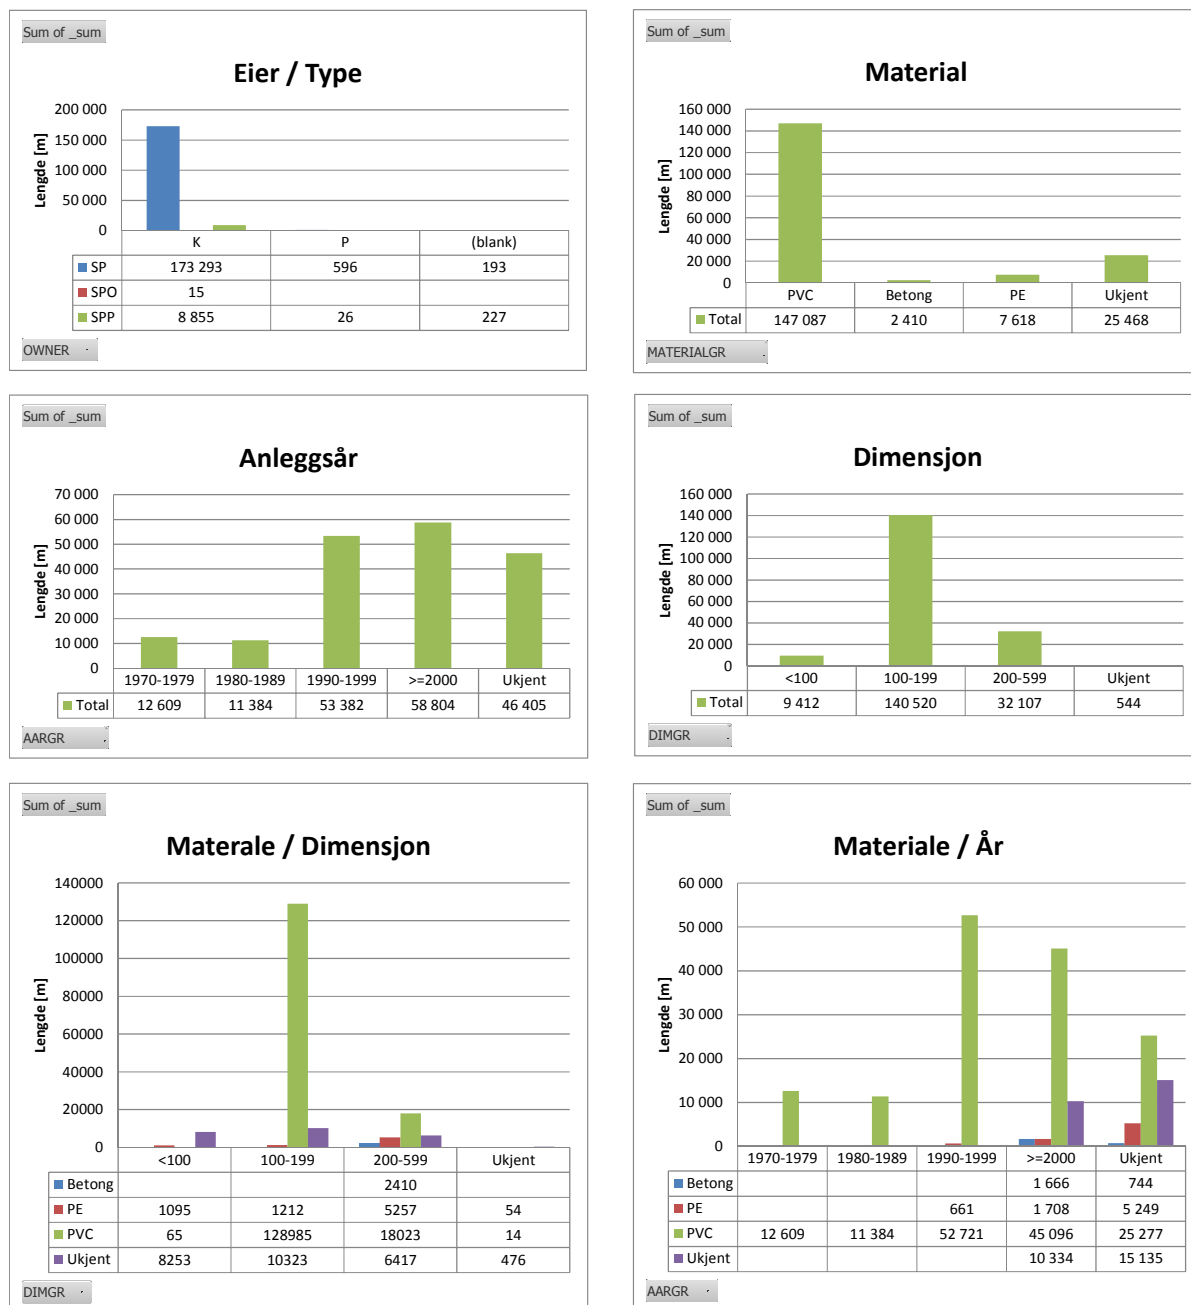 Sum of _sum
Eier / Type
200 000
150 000
100 000
50 000
0
Lengde [m]
K P (blank)
SP 173 293 596 193
SPO 15
SPP 8 855 26 227
OWNER
Sum of _sum
Material
160 000
140 000
120 000
100 000
80 000
60 000
40 000
20 000
0
Lengde [m]
PVC Betong PE Ukjent
Total 147 087 2 410 7 618 25 468
MATERIALGR
Sum of _sum
Anleggsår
70 000
60 000
50 000
40 000
30 000
20 000
10 000
0
Lengde [m]
1970-1979 1980-1989 1990-1999 >=2000 Ukjent
Total 12 609 11 384 53 382 58 804 46 405
AARGR
Sum of _sum
Dimensjon
160 000
140 000
120 000
100 000
80 000
60 000
40 000
20 000
0
Lengde [m]
<100 100-199 200-599 Ukjent
Total 9 412 140 520 32 107 544
DIMGR
Sum of _sum
Materale / Dimensjon
140000
120000
100000
80000
60000
40000
20000
0
Lengde [m]
<100 100-199 200-599 Ukjent
Betong 2410
PE 1095 1212 5257 54
PVC 65 128985 18023 14
Ukjent 8253 10323 6417 476
DIMGR
Sum of _sum
Materiale / År
60 000
50 000
40 000
30 000
20 000
10 000
0
Lengde [m]
1970-1979 1980-1989 1990-1999 >=2000 Ukjent
Betong 1 666 744
PE 661 1 708 5 249
PVC 12 609 11 384 52 721 45 096 25 277
Ukjent 10 334 15 135
AARGR